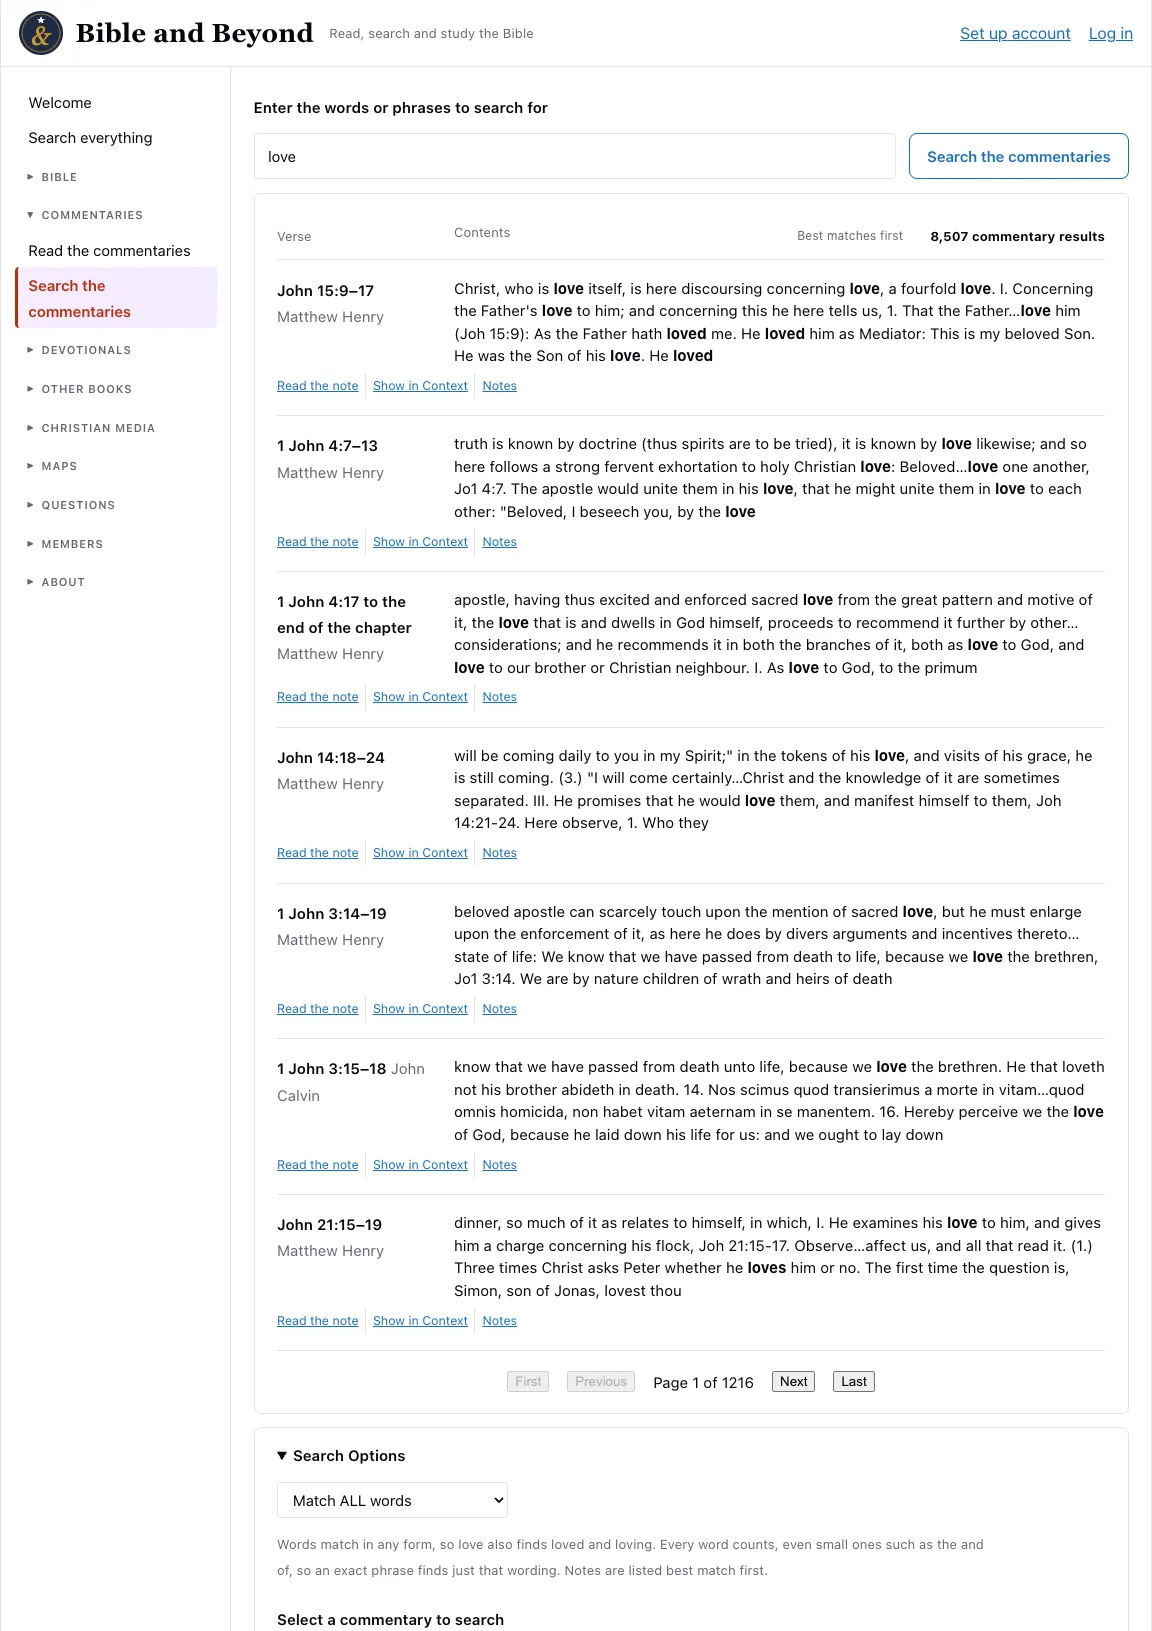 &
Bible and Beyond
Read, search and study the Bible
Set up account
Log in
Welcome
Search everything
BIBLE
COMMENTARIES
Read the commentaries
Search the
commentaries
DEVOTIONALS
OTHER BOOKS
CHRISTIAN MEDIA
MAPS
QUESTIONS
MEMBERS
ABOUT
Enter the words or phrases to search for
love
Search the commentaries
Verse
Contents
Best matches first
8,507 commentary results
John 15:9–17
Matthew Henry
Christ, who is love itself, is here discoursing concerning love, a fourfold love. I. Concerning
the Father's love to him; and concerning this he here tells us, 1. That the Father...love him
(Joh 15:9): As the Father hath loved me. He loved him as Mediator: This is my beloved Son.
He was the Son of his love. He loved
Read the note
Show in Context
Notes
1 John 4:7–13
Matthew Henry
truth is known by doctrine (thus spirits are to be tried), it is known by love likewise; and so
here follows a strong fervent exhortation to holy Christian love: Beloved...love one another,
Jo1 4:7. The apostle would unite them in his love, that he might unite them in love to each
other: "Beloved, I beseech you, by the love
Read the note
Show in Context
Notes
1 John 4:17 to the
end of the chapter
Matthew Henry
apostle, having thus excited and enforced sacred love from the great pattern and motive of
it, the love that is and dwells in God himself, proceeds to recommend it further by other...
considerations; and he recommends it in both the branches of it, both as love to God, and
love to our brother or Christian neighbour. I. As love to God, to the primum
Read the note
Show in Context
Notes
John 14:18–24
Matthew Henry
will be coming daily to you in my Spirit;" in the tokens of his love, and visits of his grace, he
is still coming. (3.) "I will come certainly...Christ and the knowledge of it are sometimes
separated. III. He promises that he would love them, and manifest himself to them, Joh
14:21-24. Here observe, 1. Who they
Read the note
Show in Context
Notes
1 John 3:14–19
Matthew Henry
beloved apostle can scarcely touch upon the mention of sacred love, but he must enlarge
upon the enforcement of it, as here he does by divers arguments and incentives thereto...
state of life: We know that we have passed from death to life, because we love the brethren,
Jo1 3:14. We are by nature children of wrath and heirs of death
Read the note
Show in Context
Notes
1 John 3:15–18 John
Calvin
know that we have passed from death unto life, because we love the brethren. He that loveth
not his brother abideth in death. 14. Nos scimus quod transierimus a morte in vitam...quod
omnis homicida, non habet vitam aeternam in se manentem. 16. Hereby perceive we the love
of God, because he laid down his life for us: and we ought to lay down
Read the note
Show in Context
Notes
John 21:15–19
Matthew Henry
dinner, so much of it as relates to himself, in which, I. He examines his love to him, and gives
him a charge concerning his flock, Joh 21:15-17. Observe...affect us, and all that read it. (1.)
Three times Christ asks Peter whether he loves him or no. The first time the question is,
Simon, son of Jonas, lovest thou
Read the note
Show in Context
Notes
First
Previous
Page 1 of 1216
Next
Last
Search Options
Match ALL words
Words match in any form, so love also finds loved and loving. Every word counts, even small ones such as the and
of, so an exact phrase finds just that wording. Notes are listed best match first.
Select a commentary to search